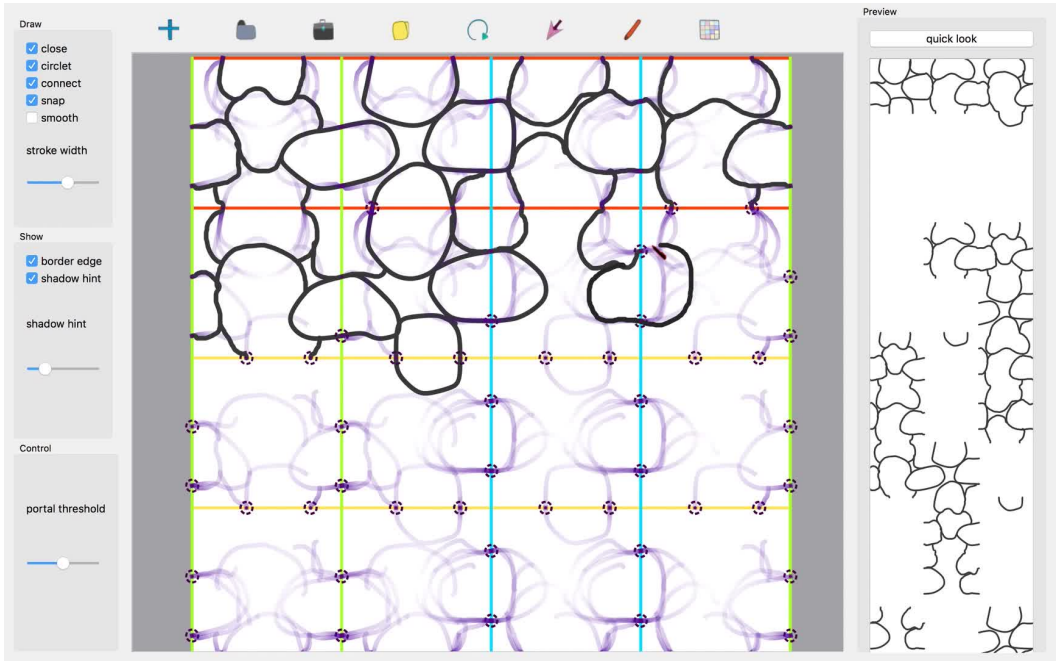 Draw
close
circlet
connect
snap
smooth
stroke width
Show
border edge
shadow hint
shadow hint
Control
portal threshold
Preview
quick look